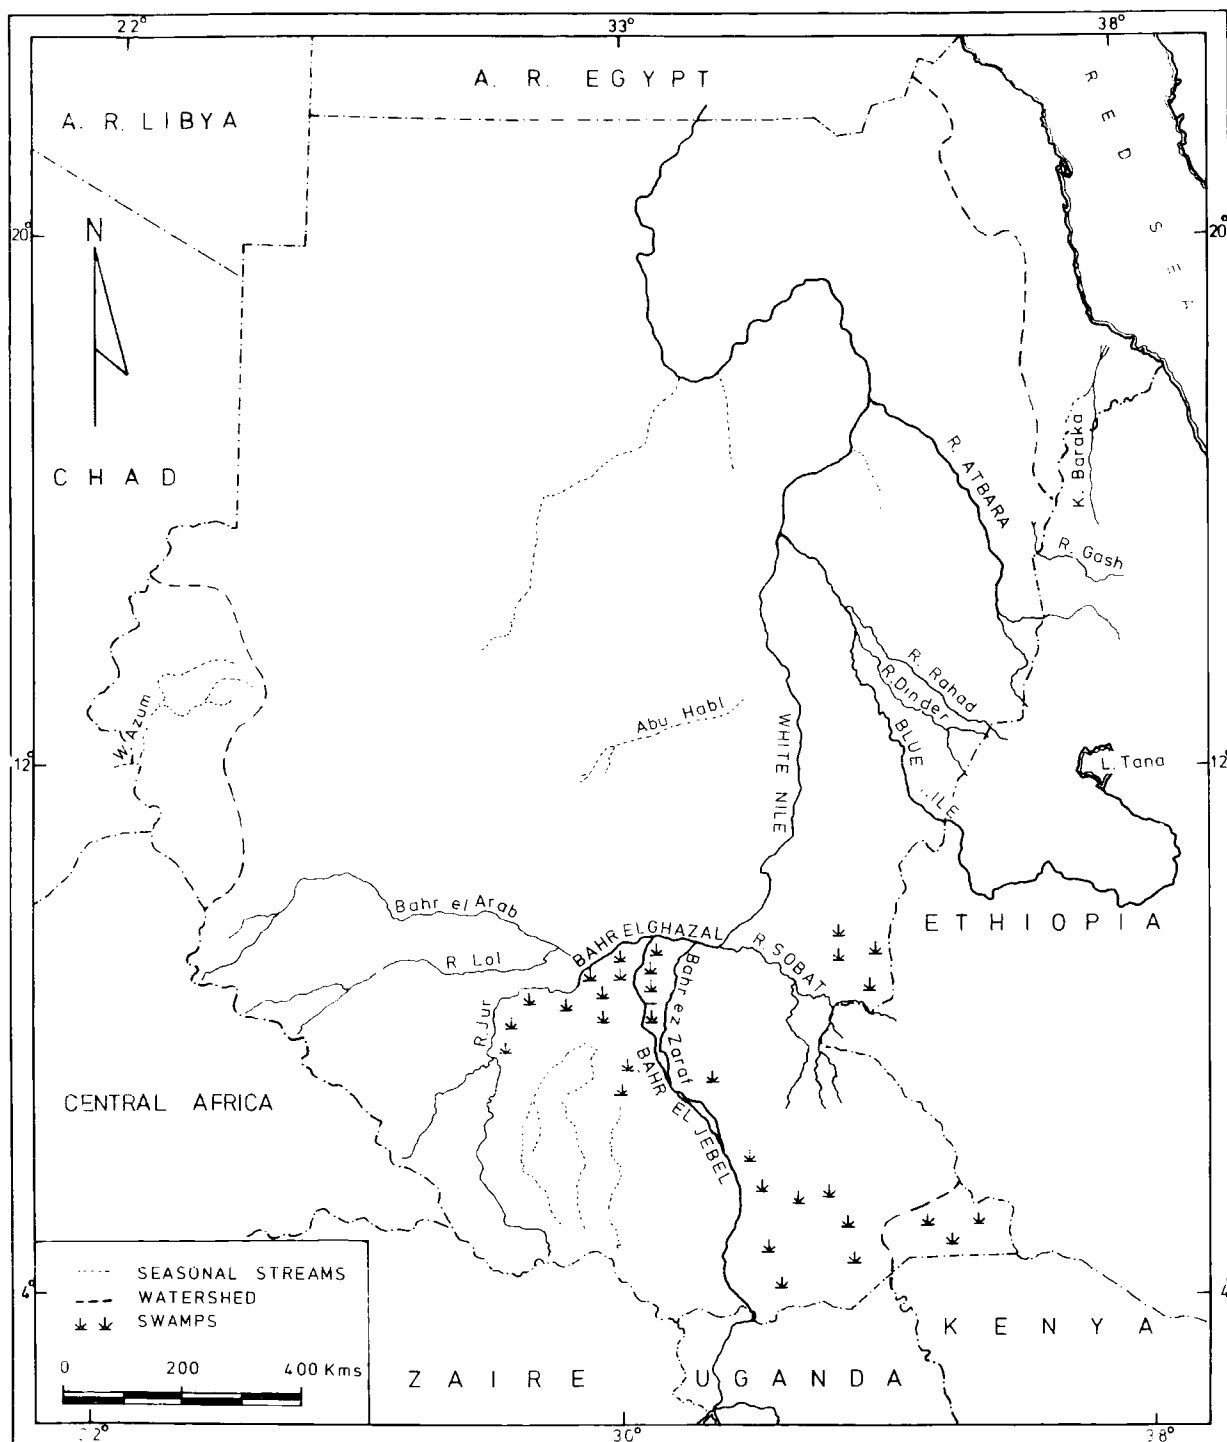 22° 33° 38°
A. R. EGYPT
A. R. LIBYA
RED SEA
20° 20°
N
CHAD
R. ATBARA
K. Baraka
R. Gash
R. Rahad
R. Dinder
W. Azum
Abu Habl
WHITE NILE
BLUE
ILE
12° 12°
L. Tana
Bahr el Arab
ETHIOPIA
BAHR EL GHAZAL
R. SOBAT
R. Lol
Bahr ez Zaraf
R. Jur
BAHR EL JEBEL
CENTRAL AFRICA
SEASONAL STREAMS
WATERSHED
SWAMPS
4° 4
0 200 400 Kms
KENYA
ZAIRE UGANDA
30° 38°